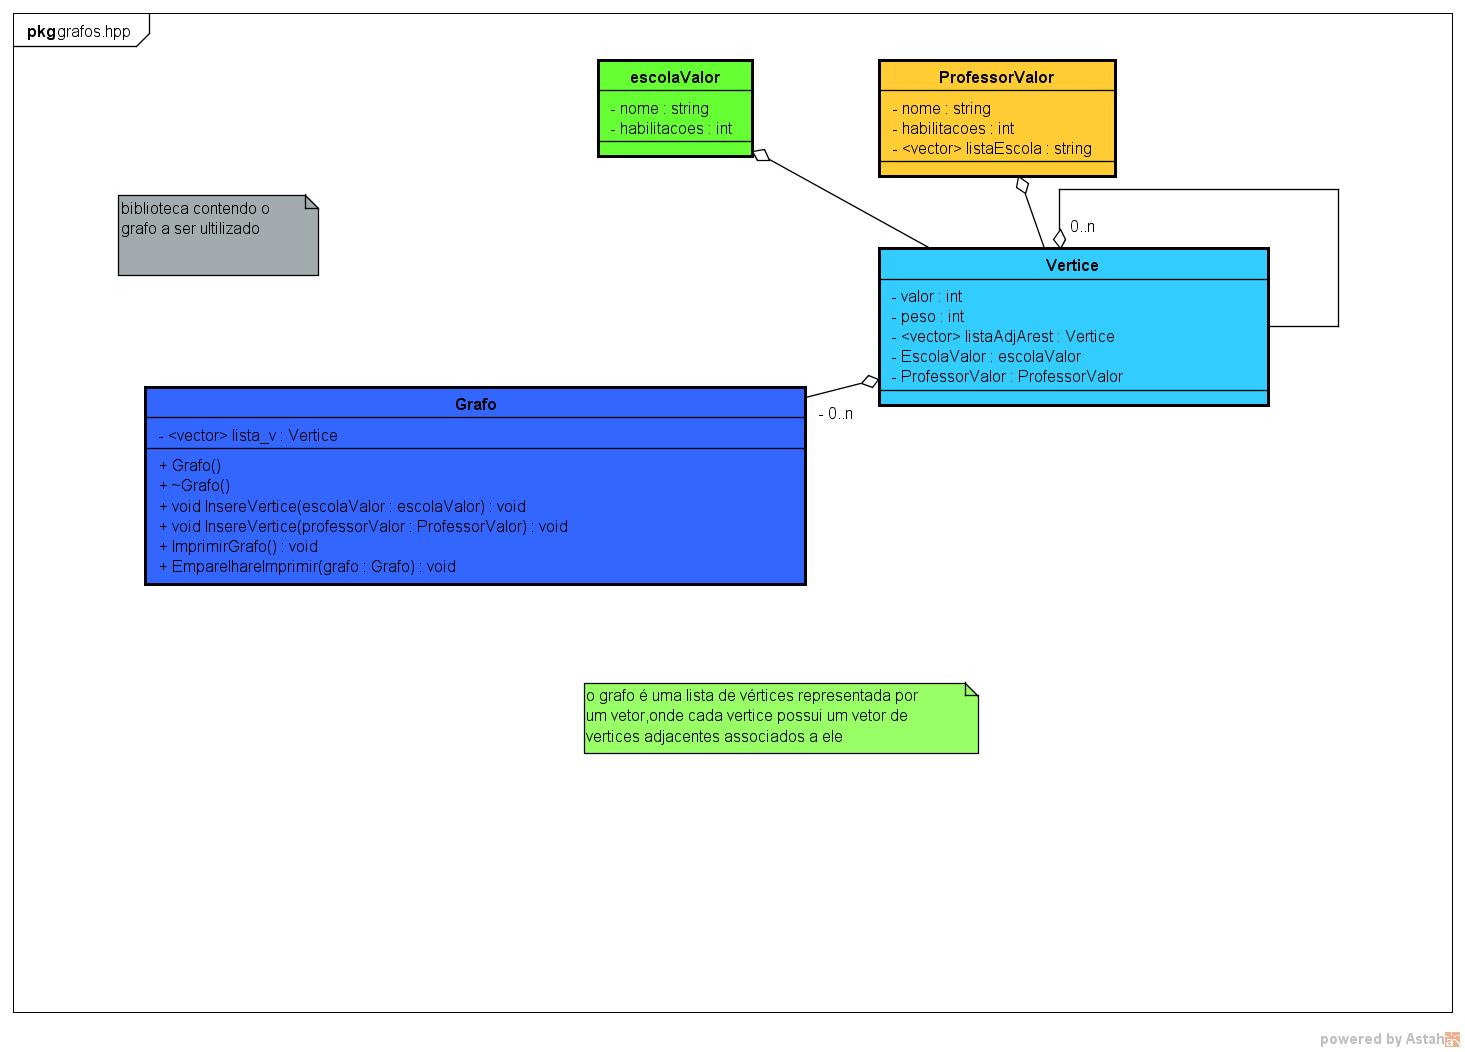 pkg grafos.hpp
escolaValor
- nome : string
- habilitacoes : int
ProfessorValor
- nome : string
- habilitacoes : int
- <vector> listaEscola : string
biblioteca contendo o
grafo a ser ultilizado
0..n
Vertice
- valor : int
- peso : int
- <vector> listaAdjArest : Vertice
- EscolaValor : escolaValor
- ProfessorValor : ProfessorValor
- 0..n
Grafo
- <vector> lista_v : Vertice
+ Grafo()
+ ~Grafo()
+ void InsereVertice(escolaValor : escolaValor) : void
+ void InsereVertice(professorValor : ProfessorValor) : void
+ ImprimirGrafo() : void
+ EmparelhareImprimir(grafo : Grafo) : void
o grafo é uma lista de vértices representada por
um vetor,onde cada vertice possui um vetor de
vertices adjacentes associados a ele
powered by Astah